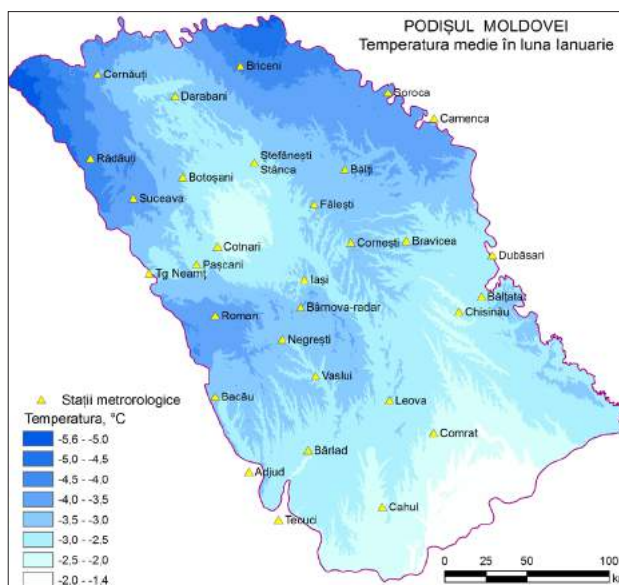 PODIȘUL MOLDOVEI
Temperatura medie în luna Ianuarie
Cernăuți
Briceni
Darabani
Soroca
Camenca
Rădăuți
Ștefănești
Stânca
Botoșani
Bălți
Suceava
Fălești
Cotnari
Cornești
Bravicea
Dubăsari
Pașcani
Tg Neamț
Iași
Bălțata
Chisinău
Bârnova-radar
Roman
Negrești
Vaslui
Bacău
Leova
Comrat
Bârlad
Adjud
Cahul
Tecuci
Stații metrorologice
Temperatura, °C
-5,6 - -5.0
-5,0 - -4.5
-4.5 - -4.0
-4.0 - -3.5
-3.5 - -3.0
-3.0 - -2.5
-2.5 - -2.0
-2.0 - -1.4
0 25 50 100
km